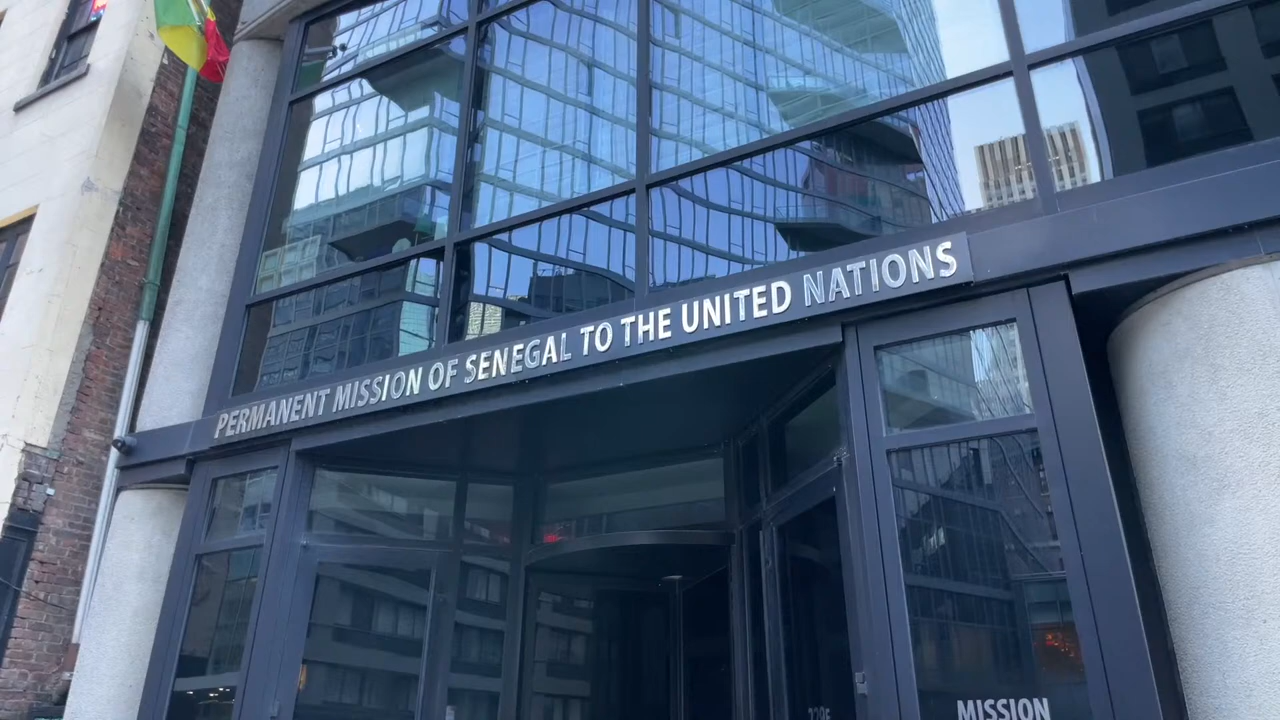 PERMANENT MISSION OF SENEGAL TO THE UNITED NATIONS
MISSION